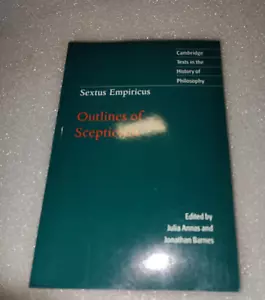 Cambridge
Texts in the
History of
Philosophy
Sextus Empiricus
Outlines of
Edited by
Julia Annas and
Jonathan Barnes